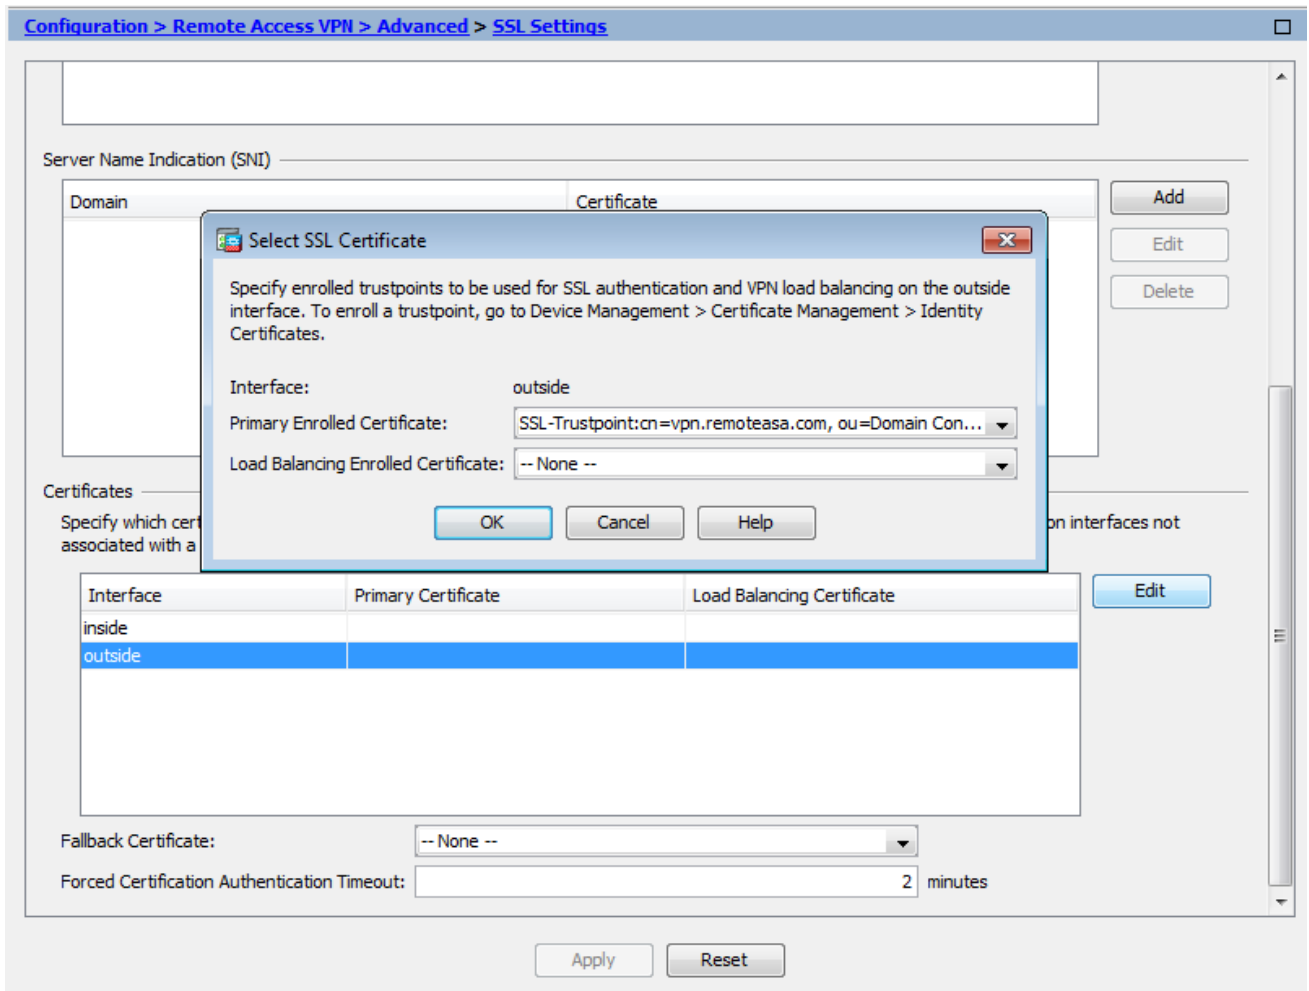 Configuration > Remote Access VPN > Advanced > SSL Settings
Server Name Indication (SNI)
Domain Certificate
Add
Edit
Delete
Select SSL Certificate
Specify enrolled trustpoints to be used for SSL authentication and VPN load balancing on the outside
interface. To enroll a trustpoint, go to Device Management > Certificate Management > Identity
Certificates.
Interface: outside
Primary Enrolled Certificate: SSL-Trustpoint:cn=vpn.remoteasa.com, ou=Domain Con...
Load Balancing Enrolled Certificate: -- None --
OK Cancel Help
Certificates
Specify which cert on interfaces not
associated with a
Interface Primary Certificate Load Balancing Certificate
Edit
inside
outside
Fallback Certificate: -- None --
Forced Certification Authentication Timeout: 2 minutes
Apply Reset